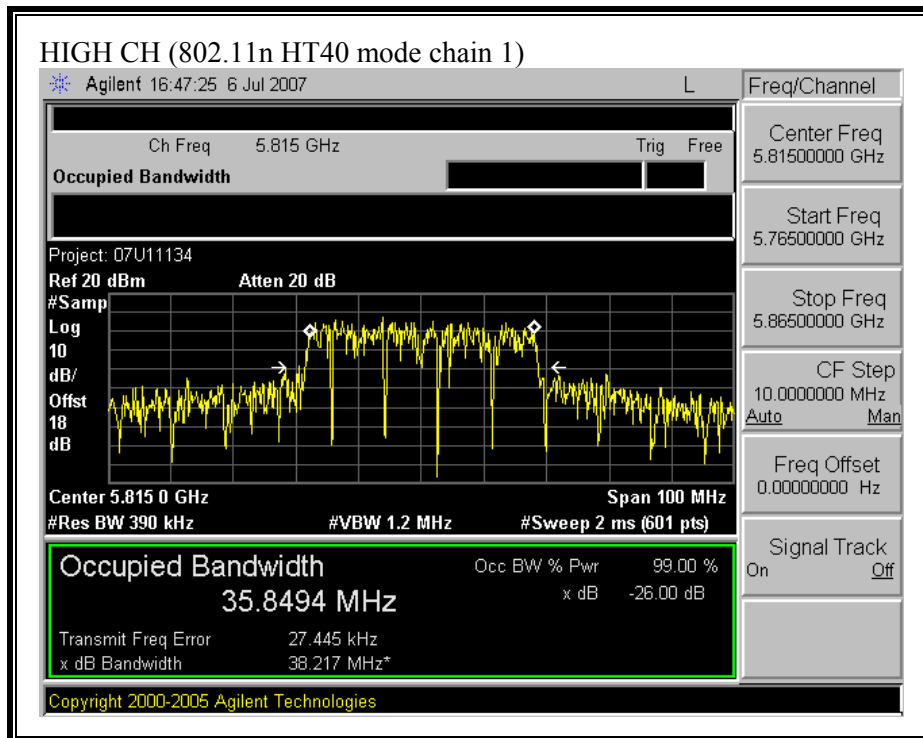 HIGH CH (802.11n HT40 mode chain 1)
Agilent 16:47:25 6 Jul 2007 L
Freq/Channel
Ch Freq 5.815 GHz Trig Free
Occupied Bandwidth
Center Freq
5.81500000 GHz
Start Freq
5.76500000 GHz
Stop Freq
5.86500000 GHz
CF Step
10.0000000 MHz
Auto Man
Freq Offset
0.00000000 Hz
Signal Track
On Off
Project: 07U11134
Ref 20 dBm Atten 20 dB
#Samp
Log
10
dB/
Offst
18
dB
Center 5.815 0 GHz Span 100 MHz
#Res BW 390 kHz #VBW 1.2 MHz #Sweep 2 ms (601 pts)
Occupied Bandwidth
35.8494 MHz
Occ BW % Pwr 99.00 %
x dB -26.00 dB
Transmit Freq Error 27.445 kHz
x dB Bandwidth 38.217 MHz*
Copyright 2000-2005 Agilent Technologies